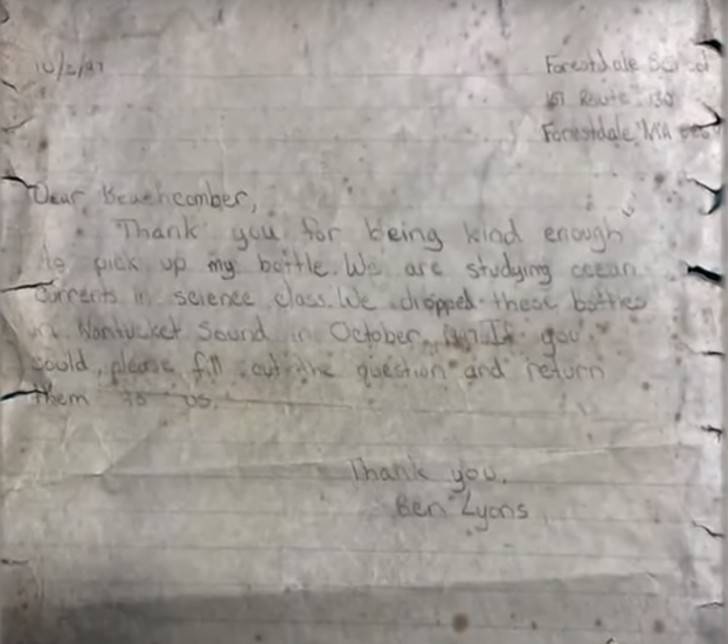 10/2/97
Forestdale School
151 Route 130
Forestdale, MA
Dear Beachcomber,
Thank you for being kind enough
to pick up my bottle. We are studying ocean
currents in science class. We dropped these bottles
in Nantucket Sound in October, 1997. If you
could, please fill out the question and return
them to us.
Thank you,
Ben Lyons